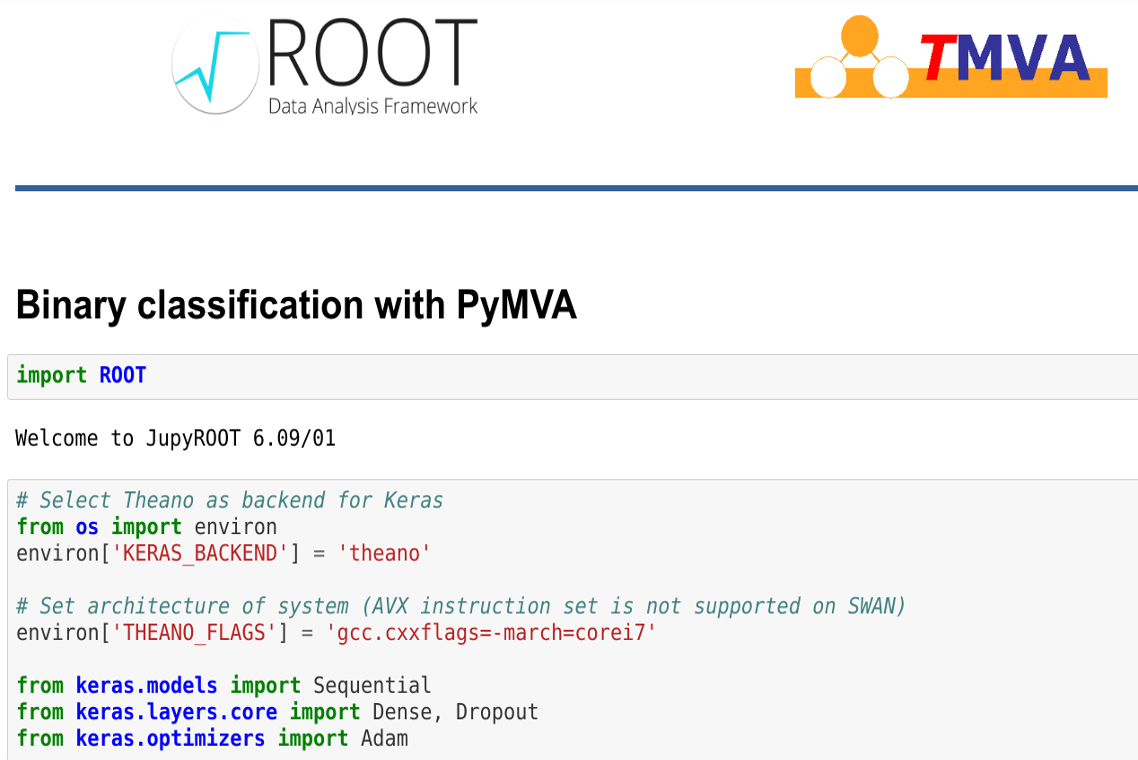 ROOT
Data Analysis Framework
TMVA
Binary classification with PyMVA
import ROOT
Welcome to JupyROOT 6.09/01
# Select Theano as backend for Keras
from os import environ
environ['KERAS_BACKEND'] = 'theano'
# Set architecture of system (AVX instruction set is not supported on SWAN)
environ['THEANO_FLAGS'] = 'gcc.cxxflags=-march=corei7'
from keras.models import Sequential
from keras.layers.core import Dense, Dropout
from keras.optimizers import Adam